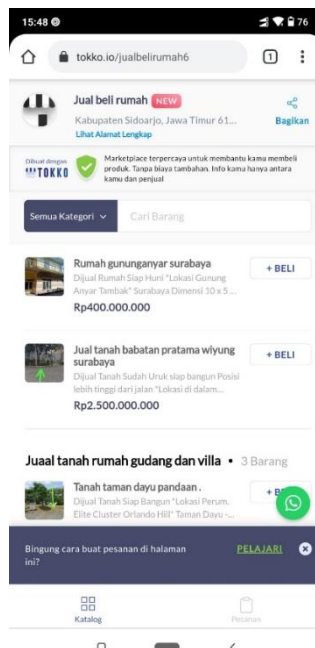 15:48
76
tokko.io/jualbelirumah6
1
Jual beli rumah NEW
Kabupaten Sidoarjo, Jawa Timur 61...
Lihat Alamat Lengkap
Bagikan
Dibuat dengan
TOKKO
Marketplace terpercaya untuk membantu kamu membeli
produk. Tanpa biaya tambahan. Info kamu hanya antara
kamu dan penjual
Semua Kategori
Cari Barang
Rumah gununganyar surabaya
Dijual Rumah Siap Huni "Lokasi Gunung
Anyar Tambak" Surabaya Dimensi 10 x 5 ...
Rp400.000.000
+ BELI
Jual tanah babatan pratama wiyung
surabaya
Dijual Tanah Sudah Uruk siap bangun Posisi
lebih tinggi dari jalan "Lokasi di dalam...
Rp2.500.000.000
+ BELI
Juaal tanah rumah gudang dan villa • 3 Barang
Tanah taman dayu pandaan .
Dijual Tanah Siap Bangun "Lokasi Perum.
Elite Cluster Orlando Hill" Taman Dayu -...
+ B
Bingung cara buat pesanan di halaman
ini?
PELAJARI
Katalog
Pesanan